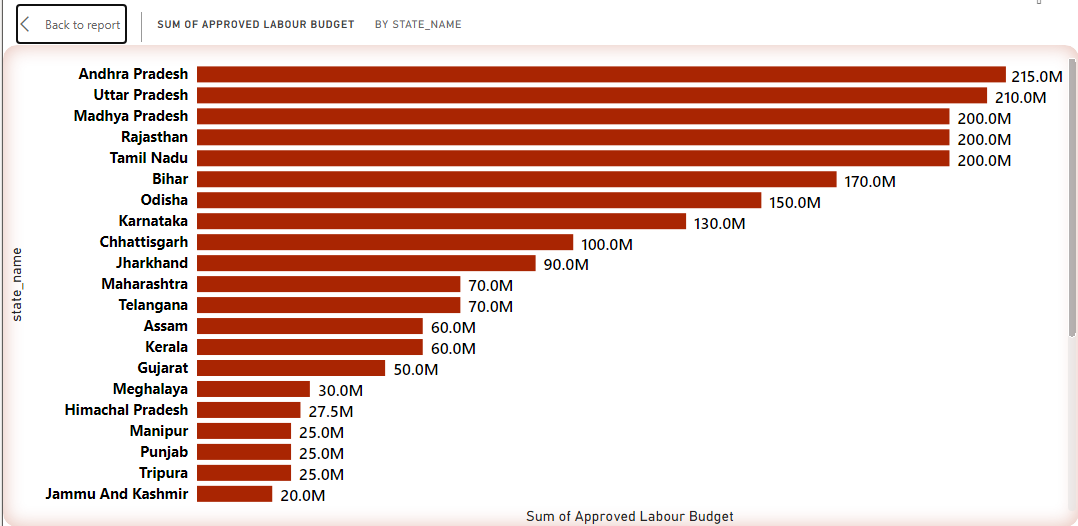 Back to report SUM OF APPROVED LABOUR BUDGET BY STATE_NAME
Andhra Pradesh 215.0M
Uttar Pradesh 210.0M
Madhya Pradesh 200.0M
Rajasthan 200.0M
Tamil Nadu 200.0M
Bihar 170.0M
Odisha 150.0M
Karnataka 130.0M
Chhattisgarh 100.0M
Jharkhand 90.0M
Maharashtra 70.0M
Telangana 70.0M
Assam 60.0M
Kerala 60.0M
Gujarat 50.0M
Meghalaya 30.0M
Himachal Pradesh 27.5M
Manipur 25.0M
Punjab 25.0M
Tripura 25.0M
Jammu And Kashmir 20.0M
state_name
Sum of Approved Labour Budget